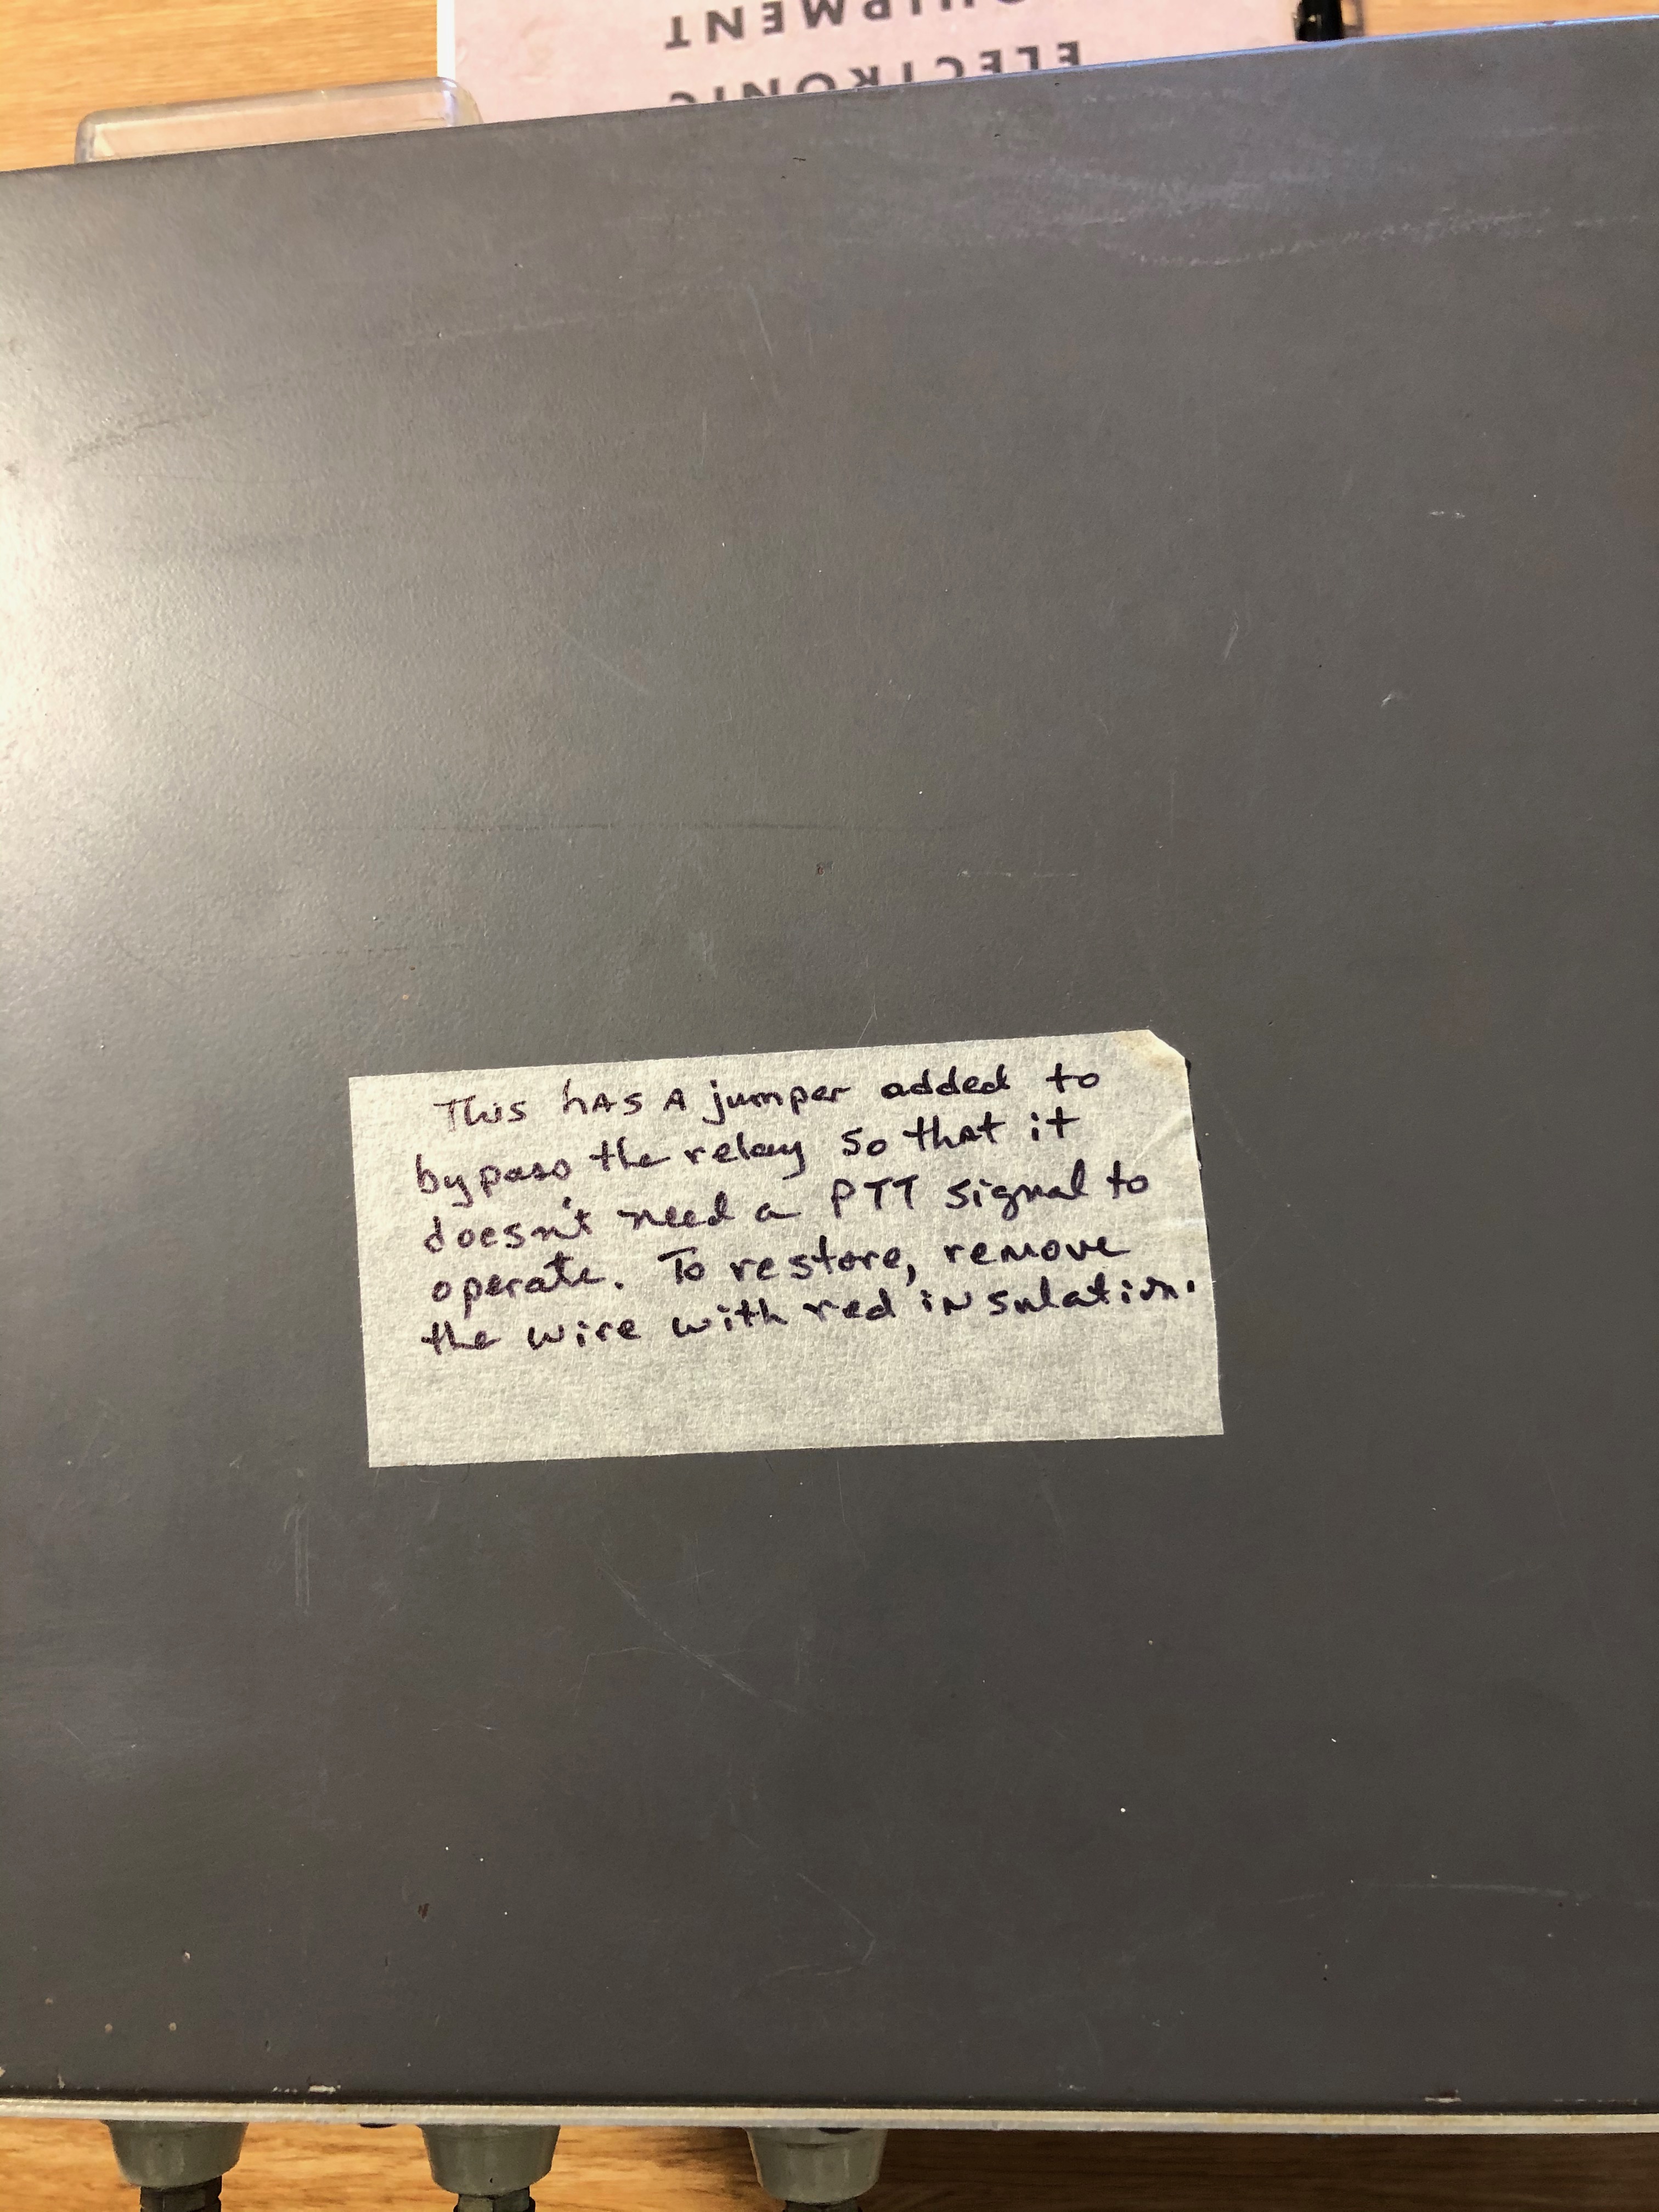 ELECTRONIC
UIPMENT
This hAS A jumper added to
bypass the relay so that it
doesn't need a PTT signal to
operate. To restore, remove
the wire with red iNsulation.